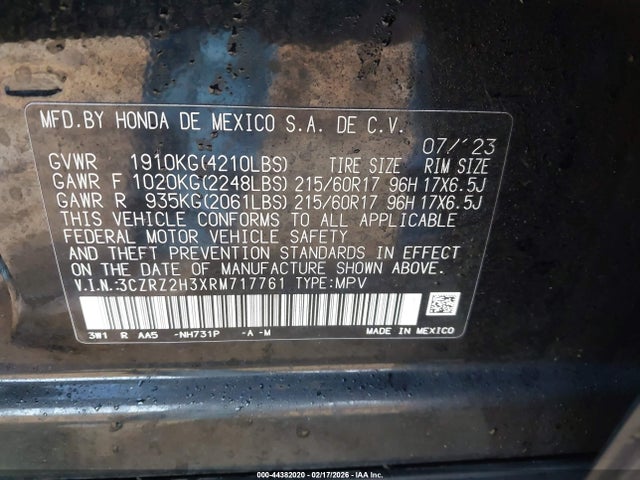 MFD.BY HONDA DE MEXICO S.A. DE C.V.
07/'23
GVWR 1910KG(4210LBS) TIRE SIZE RIM SIZE
GAWR F 1020KG(2248LBS) 215/60R17 96H 17X6.5J
GAWR R 935KG(2061LBS) 215/60R17 96H 17X6.5J
THIS VEHICLE CONFORMS TO ALL APPLICABLE
FEDERAL MOTOR VEHICLE SAFETY
AND THEFT PREVENTION STANDARDS IN EFFECT
ON THE DATE OF MANUFACTURE SHOWN ABOVE.
V.I.N.:3CZRZ2H3XRM717761 TYPE:MPV
3W1 R AA5 -NH731P -A -M MADE IN MEXICO
000-44382020 - 02/17/2026 - IAA Inc.